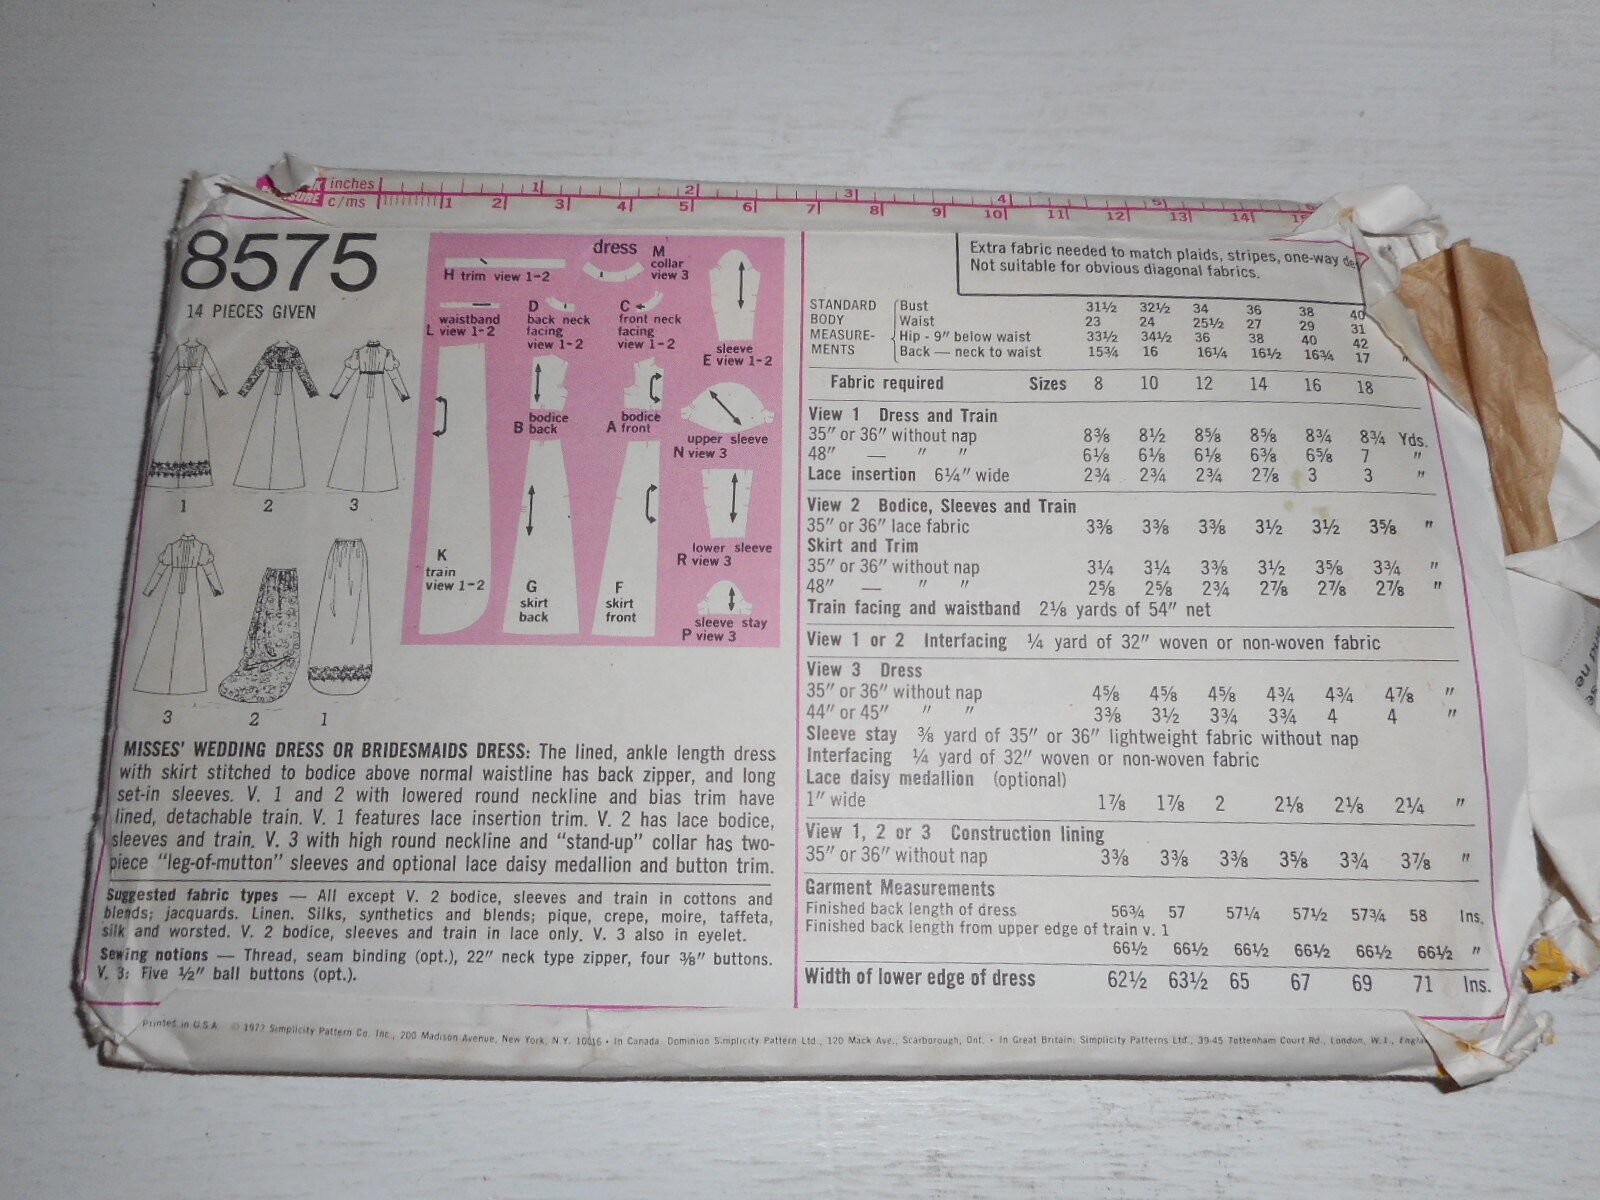 inches 1 2 3 4 5
c/ms 1 2 3 4 5 6 7 8 9 10 11 12 13 14
8575
14 PIECES GIVEN
1 2 3
3 2 1
dress
H trim view 1-2
M collar view 3
L waistband view 1-2
D back neck facing view 1-2
C front neck facing view 1-2
E sleeve view 1-2
B bodice back
A bodice front
N upper sleeve view 3
R lower sleeve view 3
K train view 1-2
G skirt back
F skirt front
P sleeve stay view 3
MISSES' WEDDING DRESS OR BRIDESMAIDS DRESS: The lined, ankle length dress
with skirt stitched to bodice above normal waistline has back zipper, and long
set-in sleeves. V. 1 and 2 with lowered round neckline and bias trim have
lined, detachable train. V. 1 features lace insertion trim. V. 2 has lace bodice,
sleeves and train. V. 3 with high round neckline and "stand-up" collar has two-
piece "leg-of-mutton" sleeves and optional lace daisy medallion and button trim.
Suggested fabric types — All except V. 2 bodice, sleeves and train in cottons and
blends; jacquards. Linen. Silks, synthetics and blends; pique, crepe, moire, taffeta,
silk and worsted. V. 2 bodice, sleeves and train in lace only. V. 3 also in eyelet.
Sewing notions — Thread, seam binding (opt.), 22" neck type zipper, four ⅜" buttons.
V. 3: Five ½" ball buttons (opt.).
Extra fabric needed to match plaids, stripes, one-way
Not suitable for obvious diagonal fabrics.
STANDARD BODY MEASURE-MENTS
Bust 31½ 32½ 34 36 38 40
Waist 23 24 25½ 27 29 31
Hip - 9" below waist 33½ 34½ 36 38 40 42
Back — neck to waist 15¾ 16 16¼ 16½ 16¾ 17 "
Fabric required Sizes 8 10 12 14 16 18
View 1 Dress and Train
35" or 36" without nap 8⅜ 8½ 8⅝ 8⅝ 8¾ 8¾ Yds.
48" — " " 6⅛ 6⅛ 6⅛ 6⅜ 6⅝ 7 "
Lace insertion 6¼" wide 2¾ 2¾ 2¾ 2⅞ 3 3 "
View 2 Bodice, Sleeves and Train
35" or 36" lace fabric 3⅜ 3⅜ 3⅜ 3½ 3½ 3⅝ "
Skirt and Trim
35" or 36" without nap 3¼ 3¼ 3⅜ 3½ 3⅝ 3¾ "
48" — " " 2⅝ 2⅝ 2¾ 2⅞ 2⅞ 2⅞ "
Train facing and waistband 2⅛ yards of 54" net
View 1 or 2 Interfacing ¼ yard of 32" woven or non-woven fabric
View 3 Dress
35" or 36" without nap 4⅝ 4⅝ 4⅝ 4¾ 4¾ 4⅞ "
44" or 45" " " 3⅜ 3½ 3¾ 3¾ 4 4 "
Sleeve stay ⅜ yard of 35" or 36" lightweight fabric without nap
Interfacing ¼ yard of 32" woven or non-woven fabric
Lace daisy medallion (optional)
1" wide 1⅞ 1⅞ 2 2⅛ 2⅛ 2¼ "
View 1, 2 or 3 Construction lining
35" or 36" without nap 3⅜ 3⅜ 3⅜ 3⅝ 3¾ 3⅞ "
Garment Measurements
Finished back length of dress 56¾ 57 57¼ 57½ 57¾ 58 Ins.
Finished back length from upper edge of train v. 1
66½ 66½ 66½ 66½ 66½ 66½ "
Width of lower edge of dress 62½ 63½ 65 67 69 71 Ins.
Printed in U.S.A. © 1972 Simplicity Pattern Co. Inc., 200 Madison Avenue, New York, N.Y. 10016 • In Canada: Dominion Simplicity Pattern Ltd., 120 Mack Ave., Scarborough, Ont. • In Great Britain: Simplicity Patterns Ltd., 39-45 Tottenham Court Rd., London, W.1.,